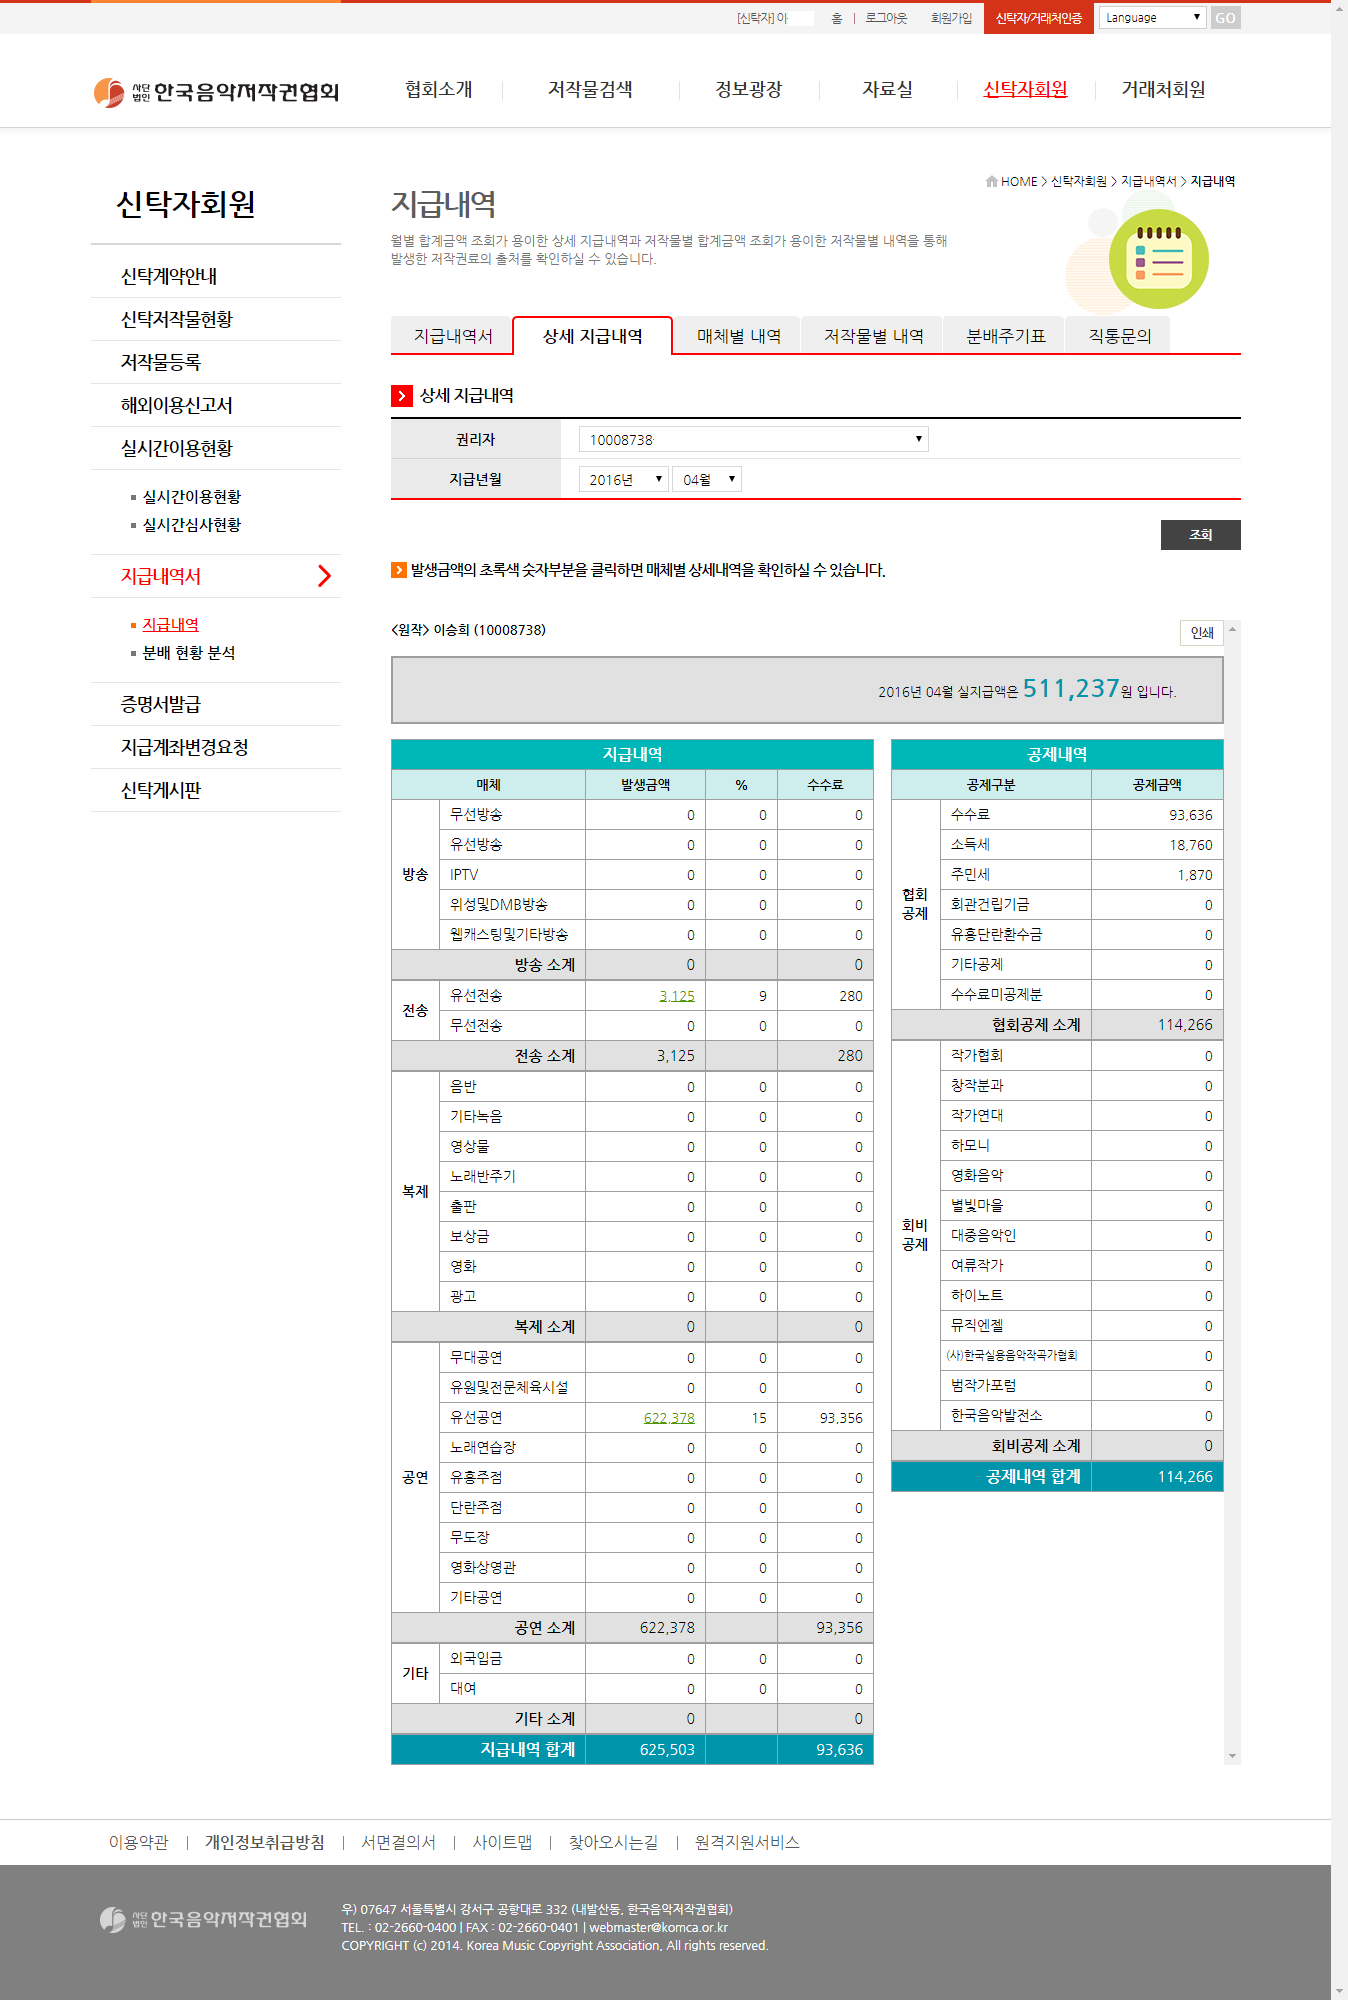 [신탁자] 이 홈 | 로그아웃 회원가입 신탁자/거래처인증 Language GO
사단법인 한국음악저작권협회
협회소개 저작물검색 정보광장 자료실 신탁자회원 거래처회원
신탁자회원
신탁계약안내
신탁저작물현황
저작물등록
해외이용신고서
실시간이용현황
실시간이용현황
실시간심사현황
지급내역서
지급내역
분배 현황 분석
증명서발급
지급계좌변경요청
신탁게시판
HOME > 신탁자회원 > 지급내역서 > 지급내역
지급내역
월별 합계금액 조회가 용이한 상세 지급내역과 저작물별 합계금액 조회가 용이한 저작물별 내역을 통해
발생한 저작권료의 출처를 확인하실 수 있습니다.
지급내역서 상세 지급내역 매체별 내역 저작물별 내역 분배주기표 직통문의
상세 지급내역
권리자 10008738
지급년월 2016년 04월
조회
발생금액의 초록색 숫자부분을 클릭하면 매체별 상세내역을 확인하실 수 있습니다.
<원작> 이승희 (10008738) 인쇄
2016년 04월 실지급액은 511,237원 입니다.
지급내역
매체 발생금액 % 수수료
방송
무선방송 0 0 0
유선방송 0 0 0
IPTV 0 0 0
위성및DMB방송 0 0 0
웹캐스팅및기타방송 0 0 0
방송 소계 0 0
전송
유선전송 3,125 9 280
무선전송 0 0 0
전송 소계 3,125 280
복제
음반 0 0 0
기타녹음 0 0 0
영상물 0 0 0
노래반주기 0 0 0
출판 0 0 0
보상금 0 0 0
영화 0 0 0
광고 0 0 0
복제 소계 0 0
공연
무대공연 0 0 0
유원및전문체육시설 0 0 0
유선공연 622,378 15 93,356
노래연습장 0 0 0
유흥주점 0 0 0
단란주점 0 0 0
무도장 0 0 0
영화상영관 0 0 0
기타공연 0 0 0
공연 소계 622,378 93,356
기타
외국입금 0 0 0
대여 0 0 0
기타 소계 0 0
지급내역 합계 625,503 93,636
공제내역
공제구분 공제금액
협회
공제
수수료 93,636
소득세 18,760
주민세 1,870
회관건립기금 0
유흥단란환수금 0
기타공제 0
수수료미공제분 0
협회공제 소계 114,266
회비
공제
작가협회 0
창작분과 0
작가연대 0
하모니 0
영화음악 0
별빛마을 0
대중음악인 0
여류작가 0
하이노트 0
뮤직엔젤 0
(사)한국실용음악작곡가협회 0
범작가포럼 0
한국음악발전소 0
회비공제 소계 0
공제내역 합계 114,266
이용약관 | 개인정보취급방침 | 서면결의서 | 사이트맵 | 찾아오시는길 | 원격지원서비스
사단법인 한국음악저작권협회
우) 07647 서울특별시 강서구 공항대로 332 (내발산동, 한국음악저작권협회)
TEL. : 02-2660-0400 | FAX : 02-2660-0401 | webmaster@komca.or.kr
COPYRIGHT (c) 2014. Korea Music Copyright Association, All rights reserved.